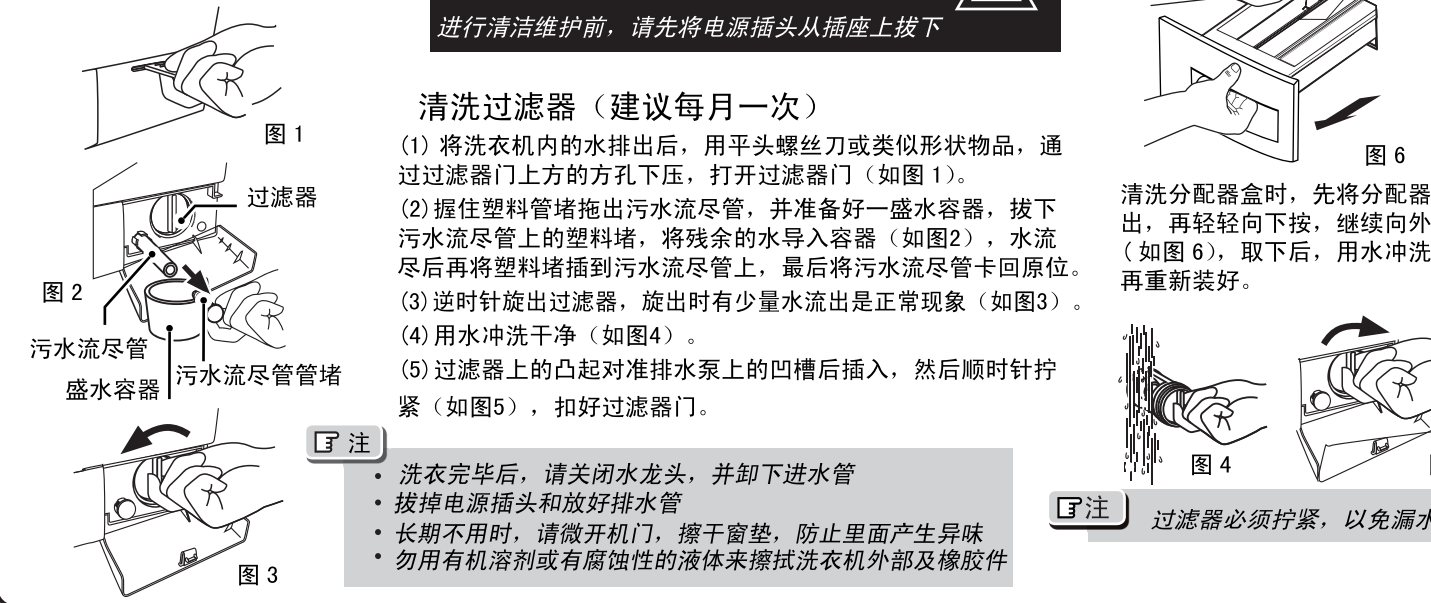 进行清洁维护前，请先将电源插头从插座上拔下
图 1
过滤器
图 2
污水流尽管
盛水容器
污水流尽管管堵
图 3
清洗过滤器（建议每月一次）
(1) 将洗衣机内的水排出后，用平头螺丝刀或类似形状物品，通
过过滤器门上方的方孔下压，打开过滤器门（如图 1）。
(2)握住塑料管堵拖出污水流尽管，并准备好一盛水容器，拔下
污水流尽管上的塑料堵，将残余的水导入容器（如图2），水流
尽后再将塑料堵插到污水流尽管上，最后将污水流尽管卡回原位。
(3)逆时针旋出过滤器，旋出时有少量水流出是正常现象（如图3）。
(4)用水冲洗干净（如图4）。
(5)过滤器上的凸起对准排水泵上的凹槽后插入，然后顺时针拧
紧（如图5），扣好过滤器门。
注
• 洗衣完毕后，请关闭水龙头，并卸下进水管
• 拔掉电源插头和放好排水管
• 长期不用时，请微开机门，擦干窗垫，防止里面产生异味
• 勿用有机溶剂或有腐蚀性的液体来擦拭洗衣机外部及橡胶件
图 6
清洗分配器盒时，先将分配器
出，再轻轻向下按，继续向外
（如图 6），取下后，用水冲洗
再重新装好。
图 4
注
过滤器必须拧紧，以免漏水